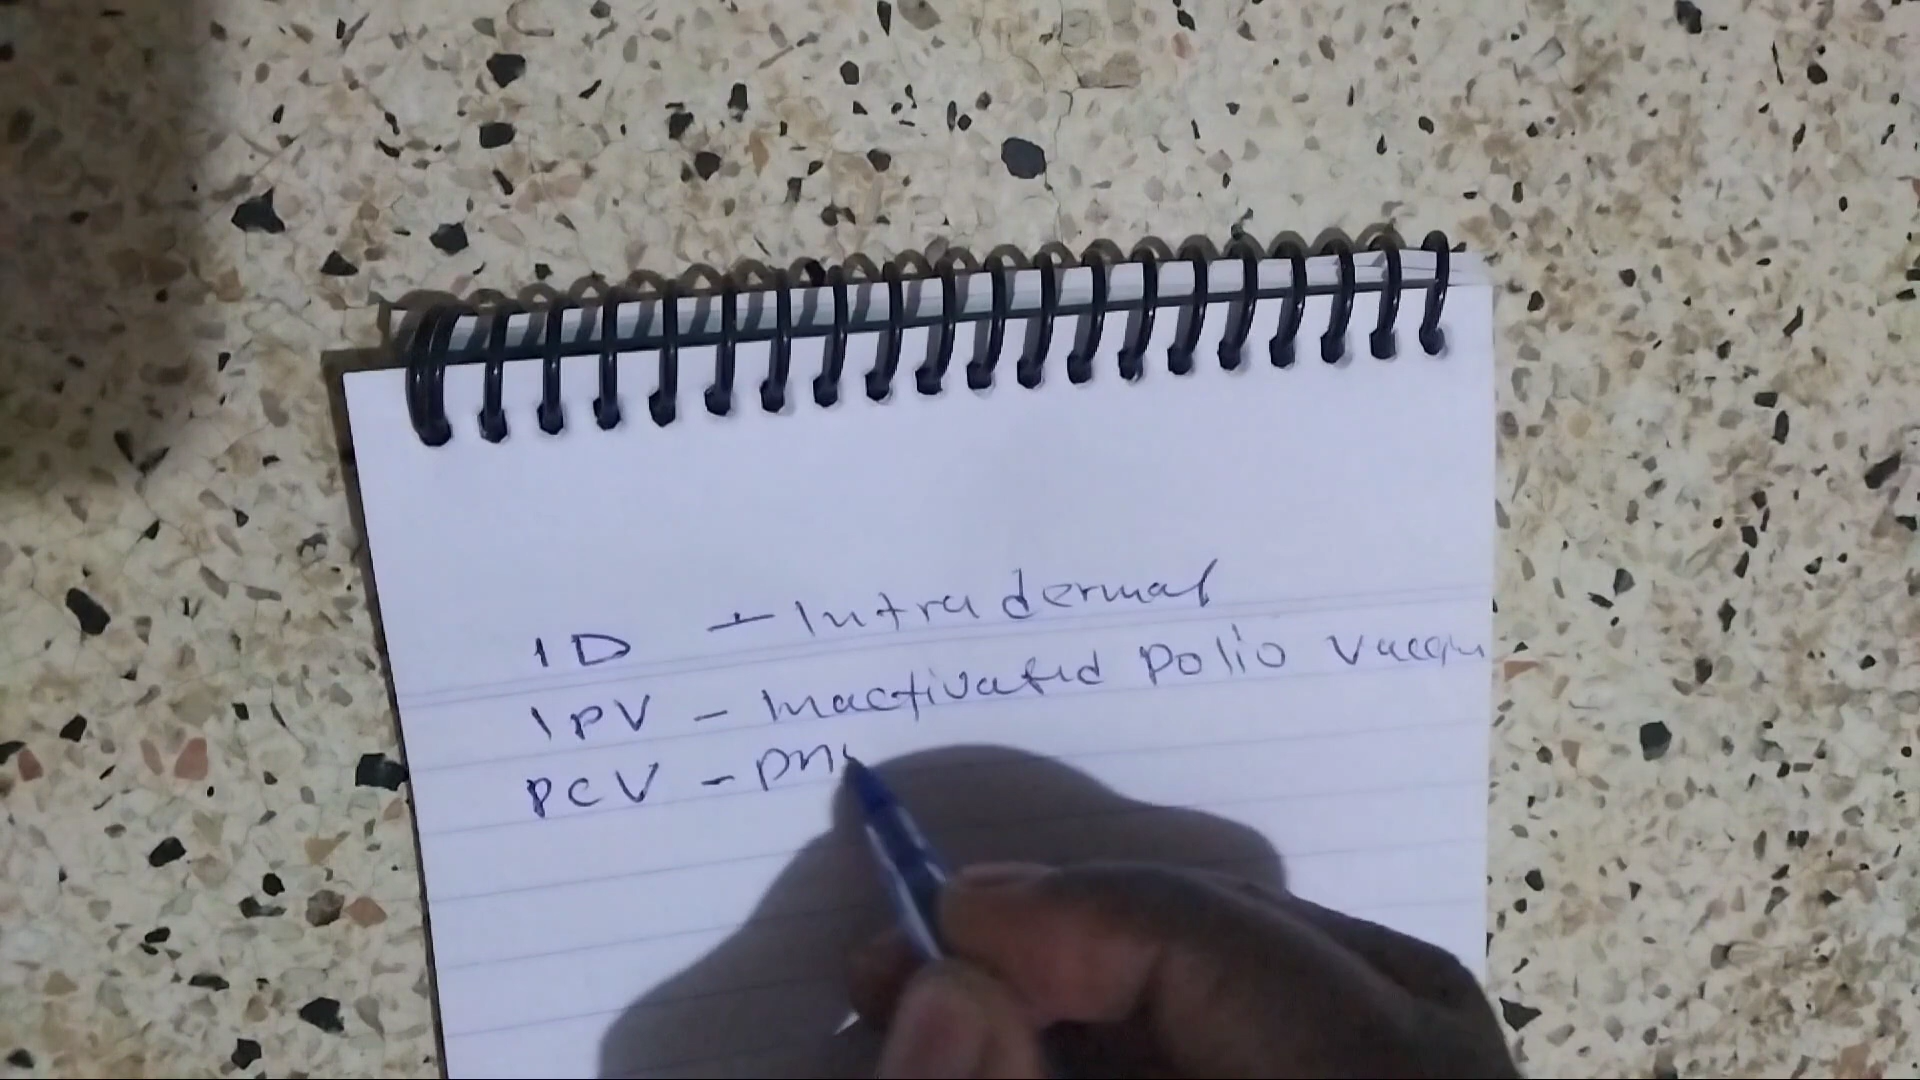 ID - Intradermal
IPV - Inactivated Polio Vaccin
PCV - Pn